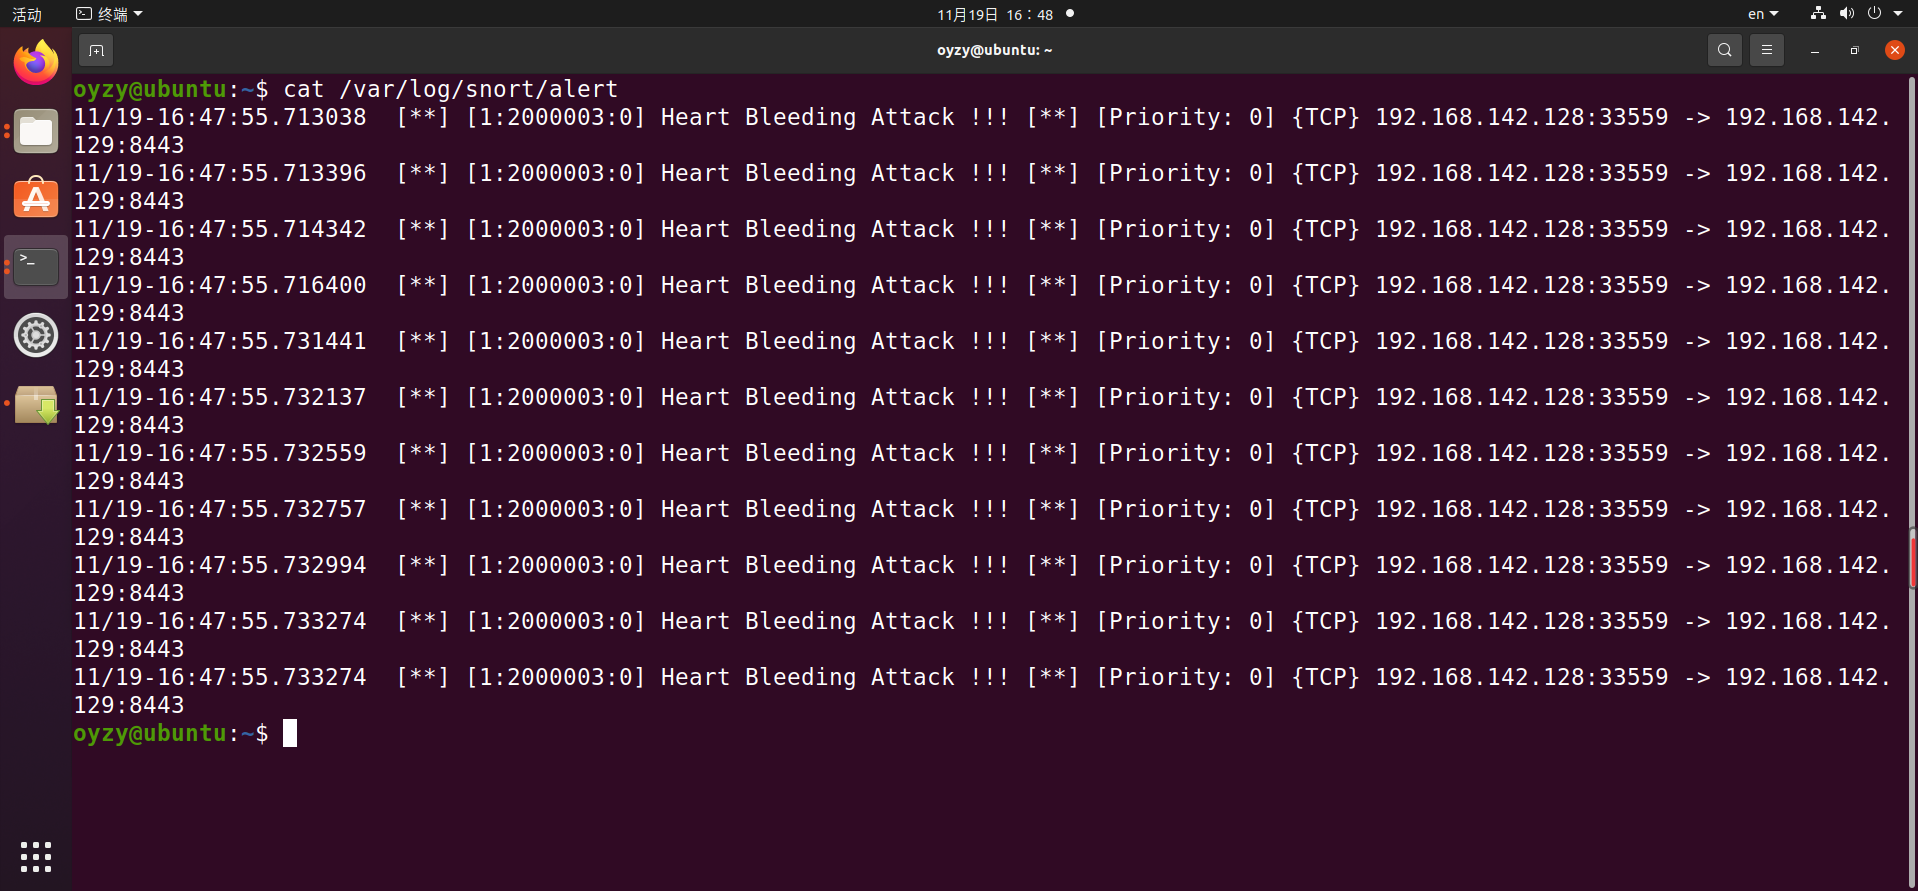 活动 终端 11月19日 16：48 en
oyzy@ubuntu: ~
oyzy@ubuntu:~$ cat /var/log/snort/alert
11/19-16:47:55.713038  [**] [1:2000003:0] Heart Bleeding Attack !!! [**] [Priority: 0] {TCP} 192.168.142.128:33559 -> 192.168.142.
129:8443
11/19-16:47:55.713396  [**] [1:2000003:0] Heart Bleeding Attack !!! [**] [Priority: 0] {TCP} 192.168.142.128:33559 -> 192.168.142.
129:8443
11/19-16:47:55.714342  [**] [1:2000003:0] Heart Bleeding Attack !!! [**] [Priority: 0] {TCP} 192.168.142.128:33559 -> 192.168.142.
129:8443
11/19-16:47:55.716400  [**] [1:2000003:0] Heart Bleeding Attack !!! [**] [Priority: 0] {TCP} 192.168.142.128:33559 -> 192.168.142.
129:8443
11/19-16:47:55.731441  [**] [1:2000003:0] Heart Bleeding Attack !!! [**] [Priority: 0] {TCP} 192.168.142.128:33559 -> 192.168.142.
129:8443
11/19-16:47:55.732137  [**] [1:2000003:0] Heart Bleeding Attack !!! [**] [Priority: 0] {TCP} 192.168.142.128:33559 -> 192.168.142.
129:8443
11/19-16:47:55.732559  [**] [1:2000003:0] Heart Bleeding Attack !!! [**] [Priority: 0] {TCP} 192.168.142.128:33559 -> 192.168.142.
129:8443
11/19-16:47:55.732757  [**] [1:2000003:0] Heart Bleeding Attack !!! [**] [Priority: 0] {TCP} 192.168.142.128:33559 -> 192.168.142.
129:8443
11/19-16:47:55.732994  [**] [1:2000003:0] Heart Bleeding Attack !!! [**] [Priority: 0] {TCP} 192.168.142.128:33559 -> 192.168.142.
129:8443
11/19-16:47:55.733274  [**] [1:2000003:0] Heart Bleeding Attack !!! [**] [Priority: 0] {TCP} 192.168.142.128:33559 -> 192.168.142.
129:8443
11/19-16:47:55.733274  [**] [1:2000003:0] Heart Bleeding Attack !!! [**] [Priority: 0] {TCP} 192.168.142.128:33559 -> 192.168.142.
129:8443
oyzy@ubuntu:~$